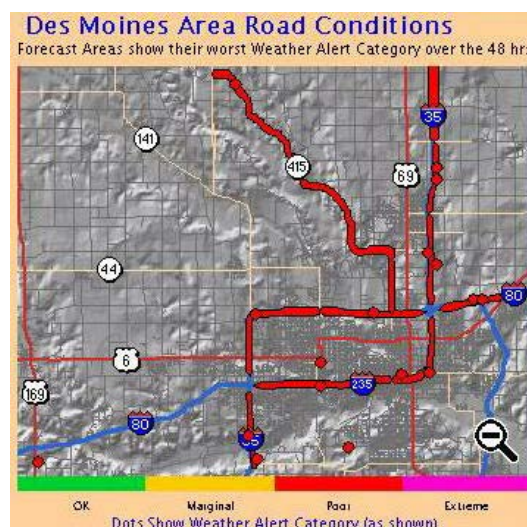 Des Moines Area Road Conditions
Forecast Areas show their worst Weather Alert Category over the 48 hrs
35
141
415
69
44
80
6
169
235
80
35
OK Marginal Poor Extreme
Dots Show Weather Alert Category (as shown)